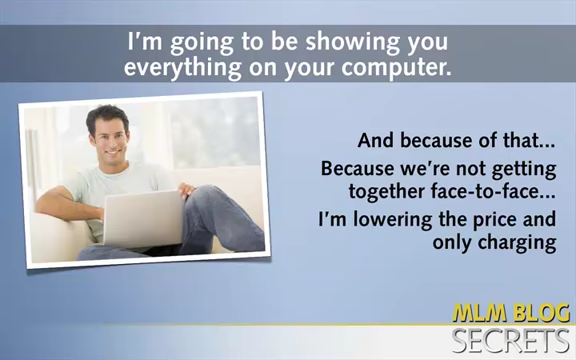 I'm going to be showing you
everything on your computer.
And because of that...
Because we're not getting
together face-to-face...
I'm lowering the price and
only charging
MLM BLOG
SECRETS